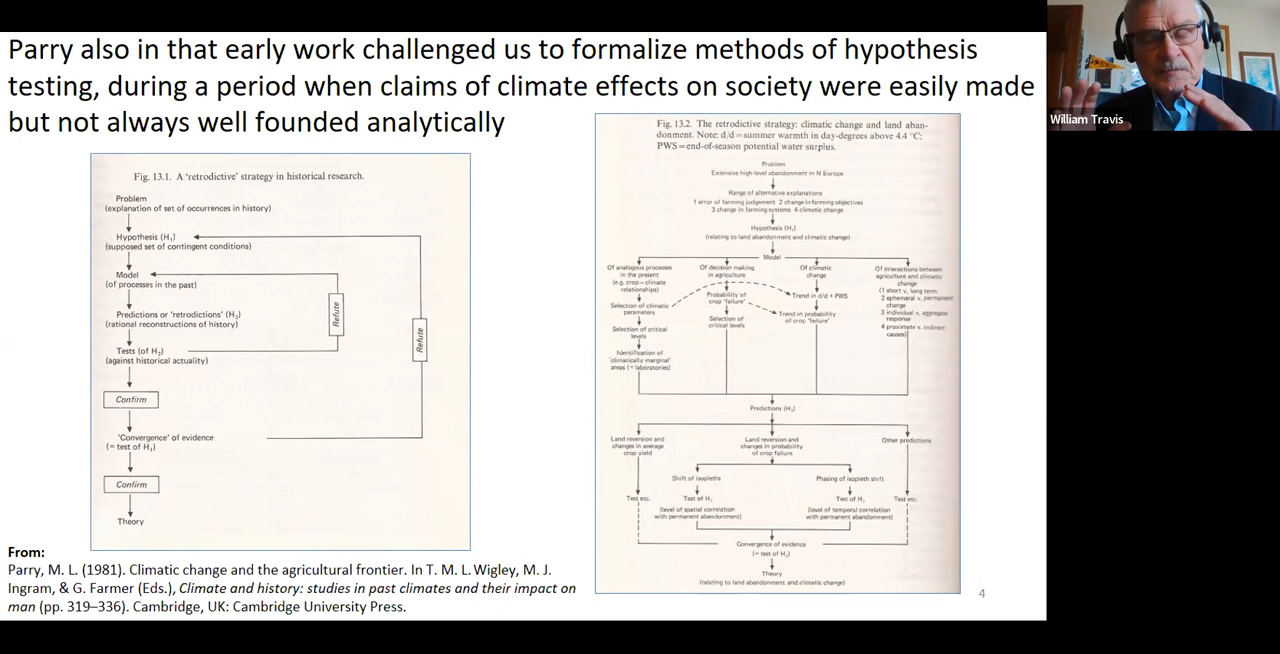 Parry also in that early work challenged us to formalize methods of hypothesis
testing, during a period when claims of climate effects on society were easily made
but not always well founded analytically
William Travis
Fig. 13.1. A 'retrodictive' strategy in historical research.
Problem
(explanation of set of occurrences in history)
Hypothesis (H₁)
(supposed set of contingent conditions)
Model
(of processes in the past)
Predictions or 'retrodictions' (H₂)
(rational reconstructions of history)
Tests (of H₂)
(against historical actuality)
Refute
Refute
Confirm
'Convergence' of evidence
(= test of H₁)
Confirm
Theory
Fig. 13.2. The retrodictive strategy: climatic change and land aban-
donment. Note: d/d = summer warmth in day-degrees above 4.4 °C;
PWS = end-of-season potential water surplus.
Problem
Extensive high-level abandonment in N Europe
Range of alternative explanations
1 error of farming judgement 2 change in farming objectives
3 change in farming systems 4 climatic change
Hypothesis (H₁)
(relating to land abandonment and climatic change)
Model
Of analogous processes
in the present
(e.g. crop–climate
relationships)
Selection of climatic
parameters
Selection of critical
levels
Identification of
'climatically marginal'
areas (= laboratories)
Of decision making
in agriculture
Probability of
crop 'failure'
Selection of
critical levels
Of climatic
change
Trend in d/d + PWS
Trend in probability
of crop 'failure'
Of interactions between
agriculture and climatic
change
(1 short v. long term
2 ephemeral v. permanent
change
3 individual v. aggregate
response
4 proximate v. indirect
causes)
Predictions (H₂)
Land reversion and
changes in average
crop yield
Land reversion and
changes in probability
of crop failure
Other predictions
Shift of isopleths
Phasing of isopleth shift
Test etc.
Test of H₁
(level of spatial correlation
with permanent abandonment)
Test of H₁
(level of temporal correlation
with permanent abandonment)
Test etc.
Convergence of evidence
(= test of H₁)
Theory
(relating to land abandonment and climatic change)
From:
Parry, M. L. (1981). Climatic change and the agricultural frontier. In T. M. L. Wigley, M. J.
Ingram, & G. Farmer (Eds.), Climate and history: studies in past climates and their impact on
man (pp. 319–336). Cambridge, UK: Cambridge University Press.
4